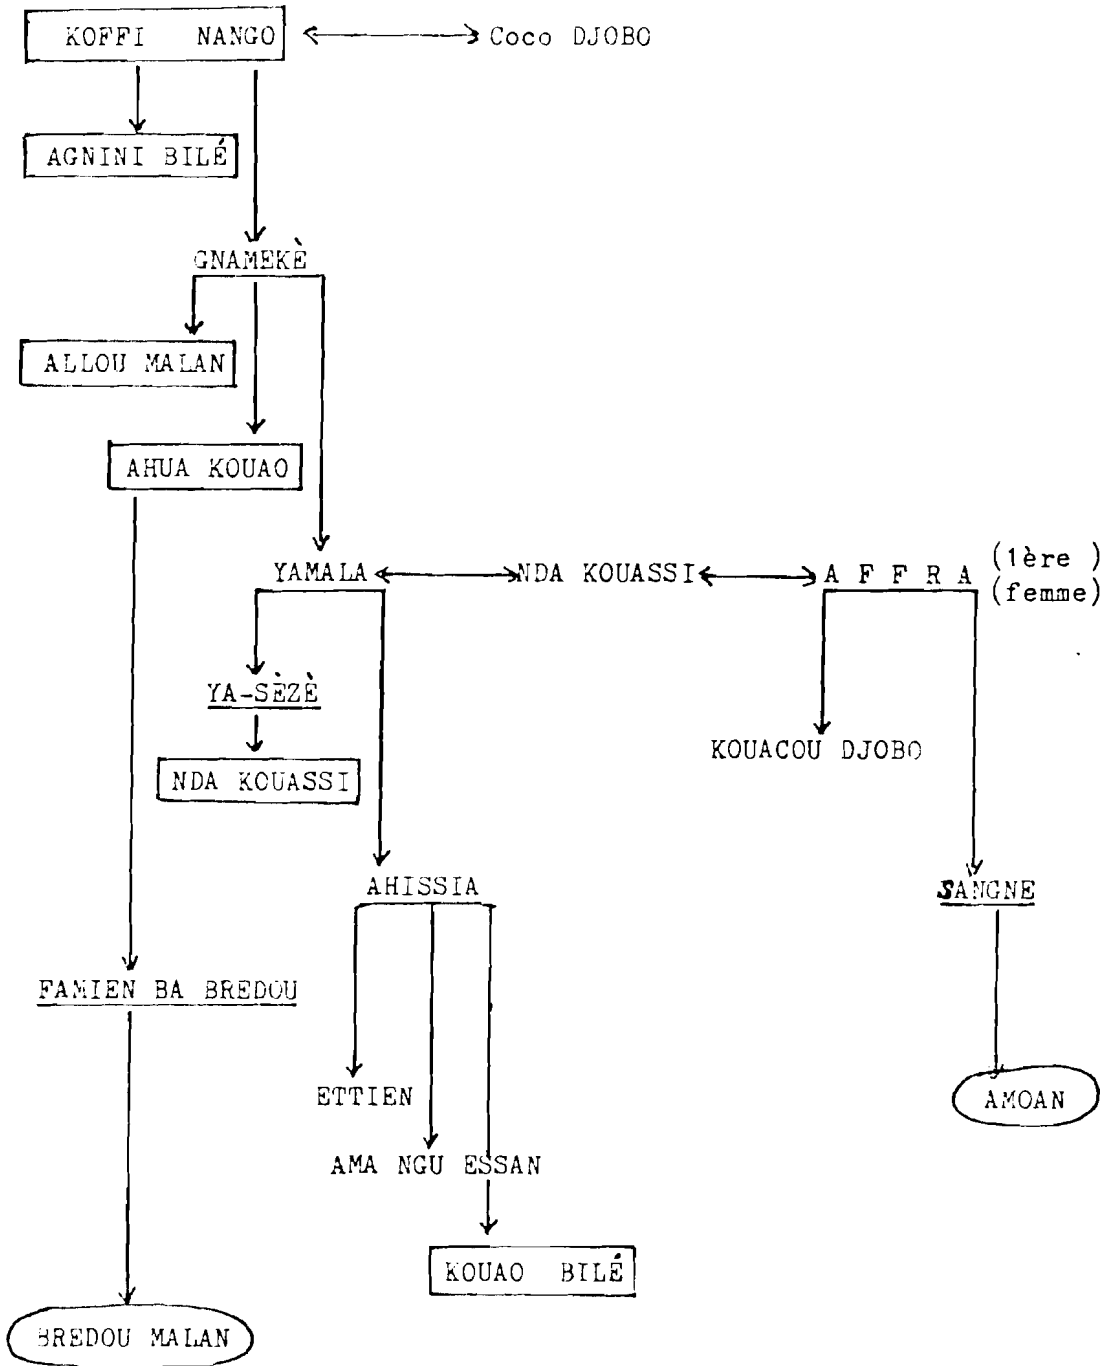 KOFFI NANGO Coco DJOBO
AGNINI BILÉ
GNAMEKÈ
ALLOU MALAN
AHUA KOUAO
YAMALA NDA KOUASSI A F F R A (1ère )
(femme)
YA-SÈZÈ
KOUACOU DJOBO
NDA KOUASSI
AHISSIA
SANGNE
FAMIEN BA BREDOU
ETTIEN
AMOAN
AMA NGU ESSAN
KOUAO BILÉ
BREDOU MALAN